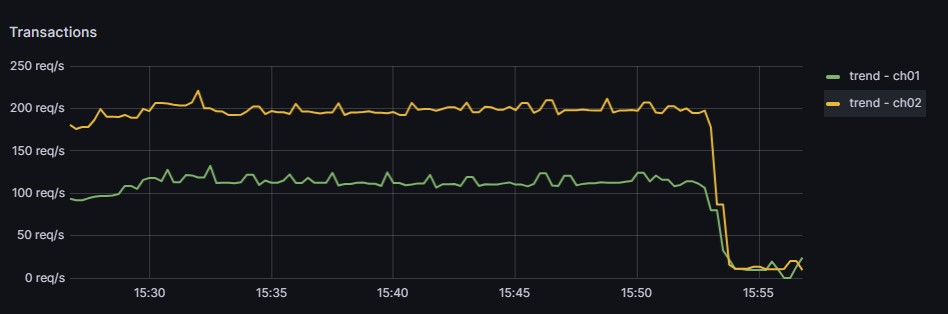 Transactions
250 req/s
200 req/s
150 req/s
100 req/s
50 req/s
0 req/s
15:30
15:35
15:40
15:45
15:50
15:55
trend - ch01
trend - ch02